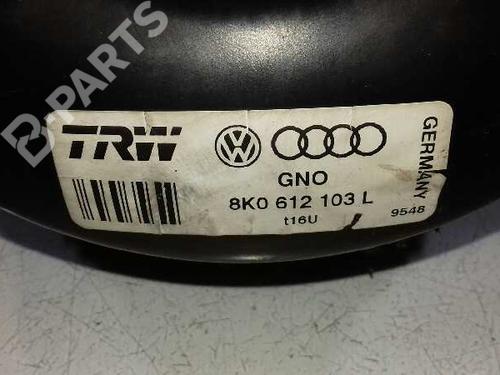 B-PARTS
TRW
GNO
8K0 612 103 L
t16U
GERMANY
9548